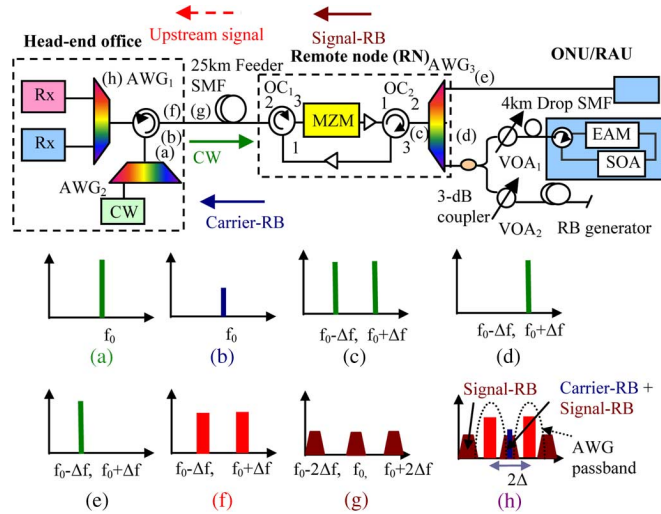 Upstream signal
Head-end office
25km Feeder SMF
Signal-RB
Remote node (RN)
AWG3
ONU/RAU
Rx
(h) AWG1
(f)
(g)
OC1
2 3
1
MZM
OC2
1 2
3
(c)
(e)
(d)
4km Drop SMF
EAM
SOA
VOA1
Rx
(b)
(a)
CW
AWG2
CW
Carrier-RB
3-dB coupler
VOA2
RB generator
f0
(a)
f0
(b)
f0-Δf, f0+Δf
(c)
f0-Δf, f0+Δf
(d)
f0-Δf, f0+Δf
(e)
f0-Δf, f0+Δf
(f)
f0-2Δf, f0, f0+2Δf
(g)
Signal-RB
Carrier-RB +
Signal-RB
AWG
passband
2Δ
(h)